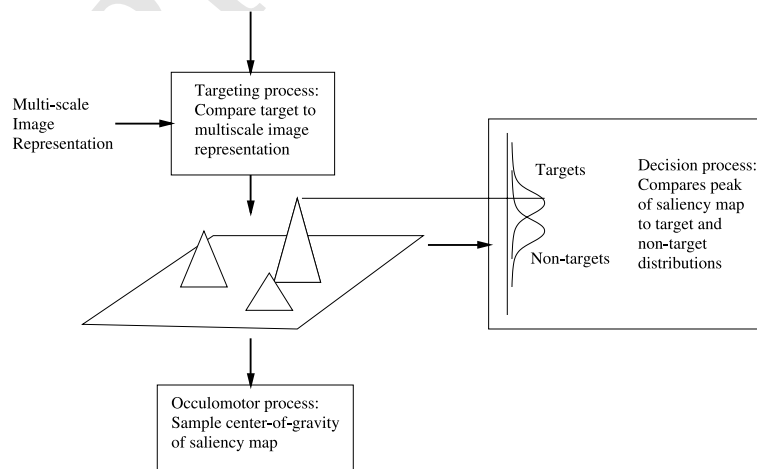 Targeting process:
Compare target to
multiscale image
representation
Multi-scale
Image
Representation
Targets
Non-targets
Decision process:
Compares peak
of saliency map
to target and
non-target
distributions
Occulomotor process:
Sample center-of-gravity
of saliency map